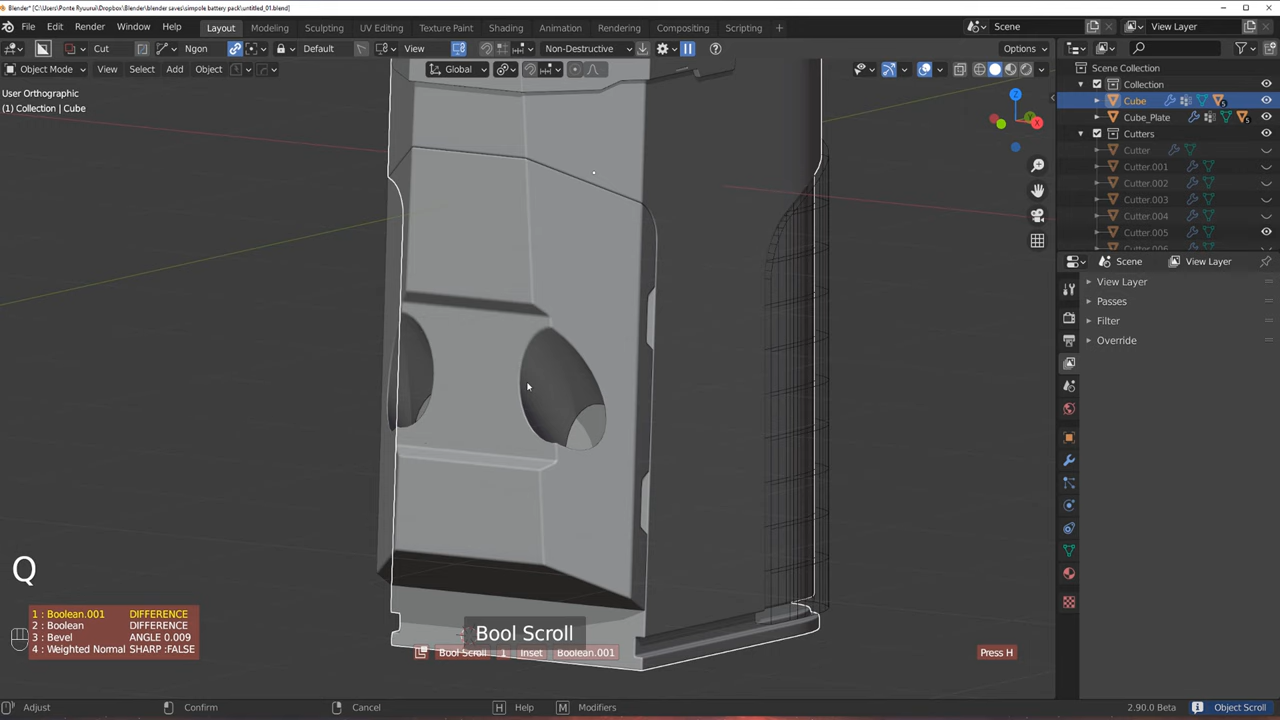 Blender* [C:\Users\Ponte Ryuurui\Dropbox\Blender\blender saves\simpole battery pack\untitled_01.blend]
File Edit Render Window Help Layout Modeling Sculpting UV Editing Texture Paint Shading Animation Rendering Compositing Scripting Scene View Layer
Cut Ngon Default View Non-Destructive Options
Object Mode View Select Add Object Global
User Orthographic
(1) Collection | Cube
Scene Collection
Collection
Cube
Cube_Plate
Cutters
Cutter
Cutter.001
Cutter.002
Cutter.003
Cutter.004
Cutter.005
Cutter.006
Scene View Layer
View Layer
Passes
Filter
Override
Z
X
Y
Q
1 : Boolean.001 DIFFERENCE
2 : Boolean DIFFERENCE
3 : Bevel ANGLE 0.009
4 : Weighted Normal SHARP :FALSE
Bool Scroll
Bool Scroll 1 Inset Boolean.001 Press H
Adjust Confirm Cancel H Help M Modifiers 2.90.0 Beta Object Scroll